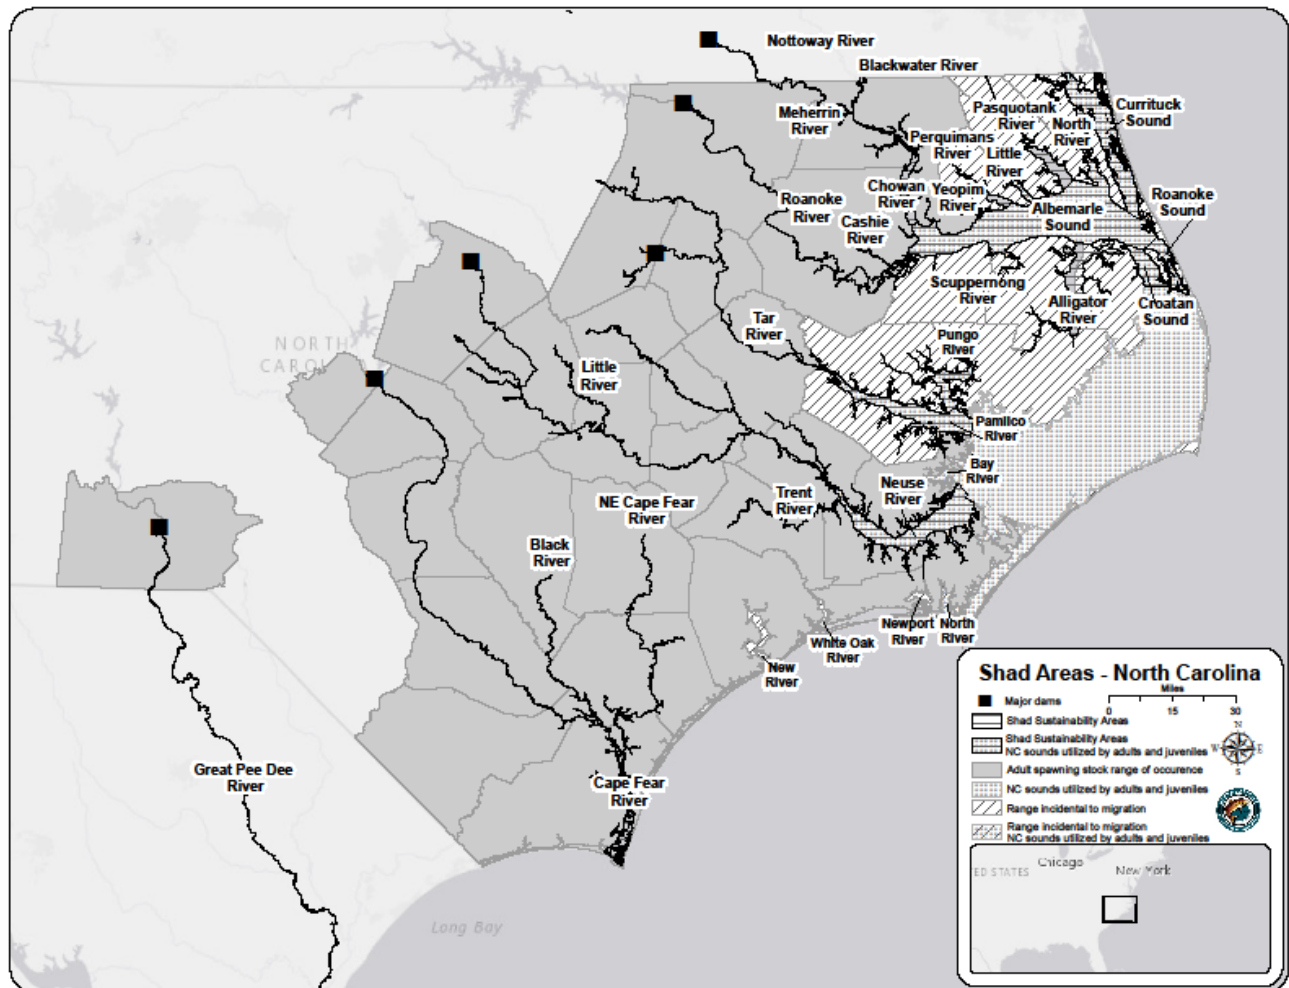 Nottoway River
Blackwater River
Meherrin
River
Pasquotank
River
North
River
Currituck
Sound
Perquimans
River
Little
River
Chowan
River
Yeopim
River
Roanoke
River
Cashie
River
Albemarle
Sound
Roanoke
Sound
Scuppernong
River
Alligator
River
Croatan
Sound
Tar
River
Pungo
River
NORTH
Little
River
Pamlico
River
Bay
River
Neuse
River
Trent
River
NE Cape Fear
River
Black
River
Newport
River
North
River
White Oak
River
New
River
Great Pee Dee
River
Cape Fear
River
Long Bay
Shad Areas - North Carolina
Miles
Major dams
0 15 30
Shad Sustainability Areas
Shad Sustainability Areas
NC sounds utilized by adults and juveniles
Adult spawning stock range of occurence
NC sounds utilized by adults and juveniles
Range incidental to migration
Range incidental to migration
NC sounds utilized by adults and juveniles
N
W
E
S
Chicago
New York
ED STATES